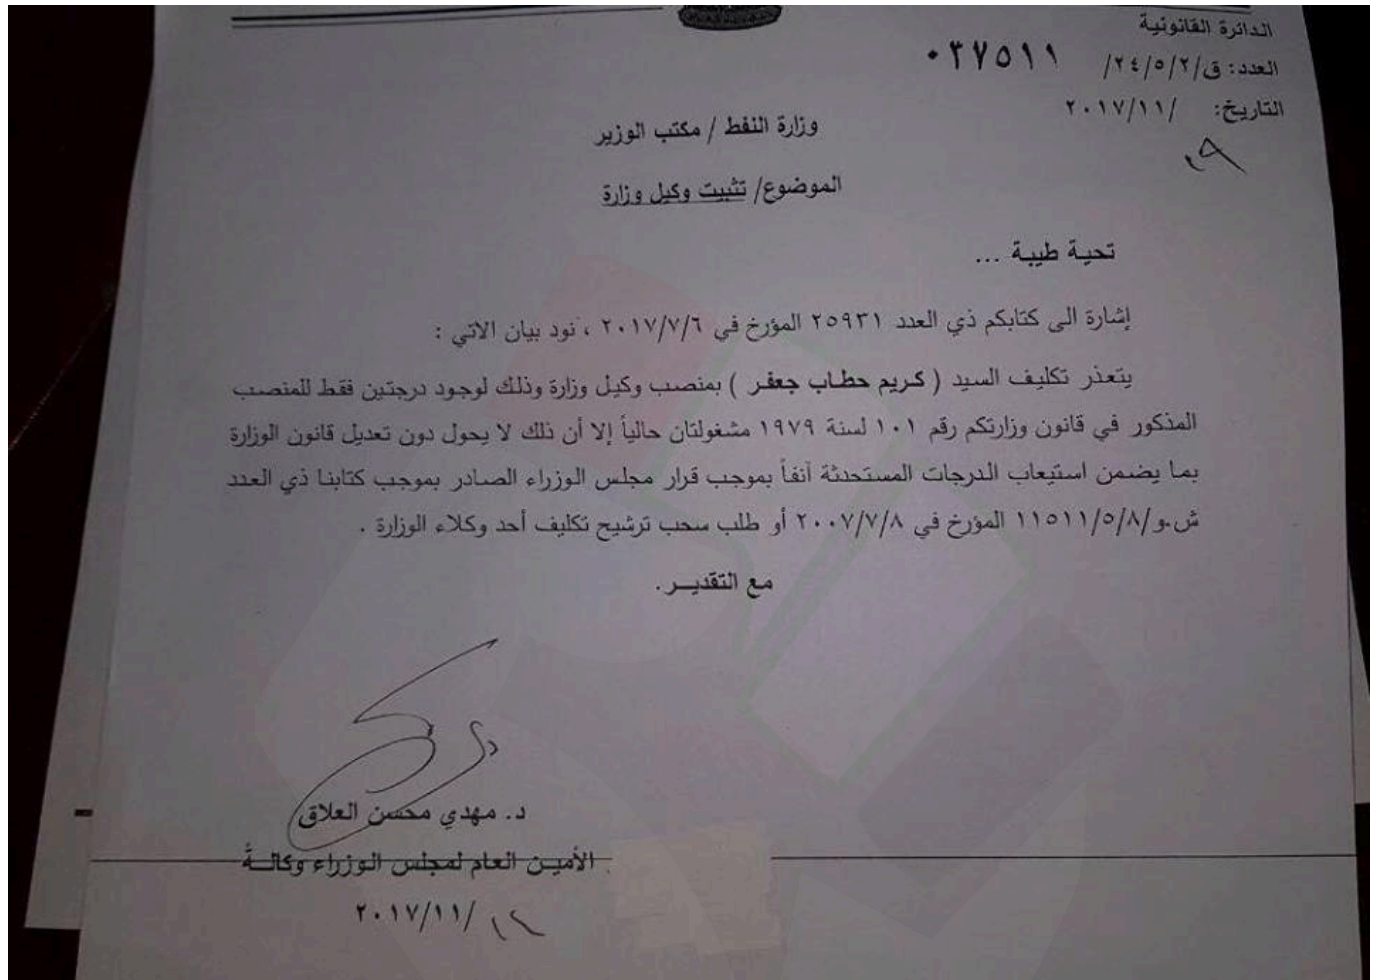 الدائرة القانونية
العدد: ق/٢٤/٥/٢/ ٠٣٧٥١١
التاريخ: /٢٠١٧/١١
١٩
وزارة النفط / مكتب الوزير
الموضوع/ تثبيت وكيل وزارة
تحية طيبة ...
إشارة الى كتابكم ذي العدد ٢٥٩٣١ المؤرخ في ٢٠١٧/٧/٦ ، نود بيان الاتي :
يتعذر تكليف السيد ( كريم حطاب جعفر ) بمنصب وكيل وزارة وذلك لوجود درجتين فقط للمنصب
المذكور في قانون وزارتكم رقم ١٠١ لسنة ١٩٧٩ مشغولتان حالياً إلا أن ذلك لا يحول دون تعديل قانون الوزارة
بما يضمن استيعاب الدرجات المستحدثة آنفاً بموجب قرار مجلس الوزراء الصادر بموجب كتابنا ذي العدد
ش.و/١١٥١١/٥/٨ المؤرخ في ٢٠٠٧/٧/٨ أو طلب سحب ترشيح تكليف أحد وكلاء الوزارة .
مع التقديــر .
د. مهدي محسن العلاق
الأميـن العام لمجلس الوزراء وكالــةً
٢٠١٧/١١/